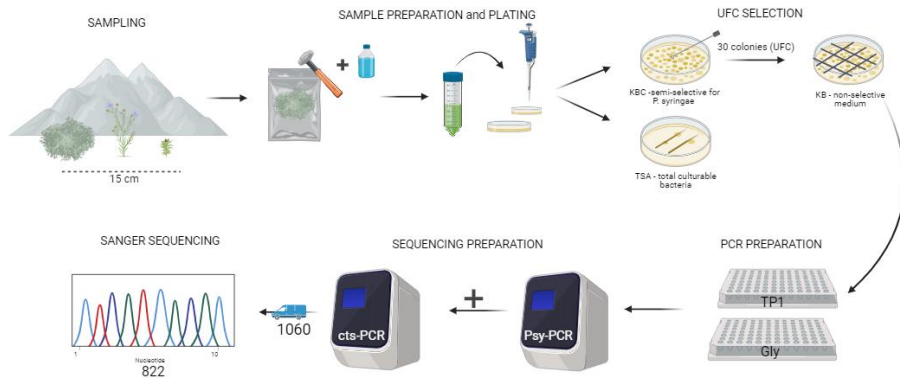 SAMPLING
SAMPLE PREPARATION and PLATING
UFC SELECTION
+
30 colonies (UFC)
KBC -semi-selective for
P. syringae
KB - non-selective
medium
15 cm
TSA - total culturable
bacteria
SANGER SEQUENCING
SEQUENCING PREPARATION
PCR PREPARATION
+
TP1
1060
cts-PCR
Psy-PCR
Gly
1
10
Nucleotide
822